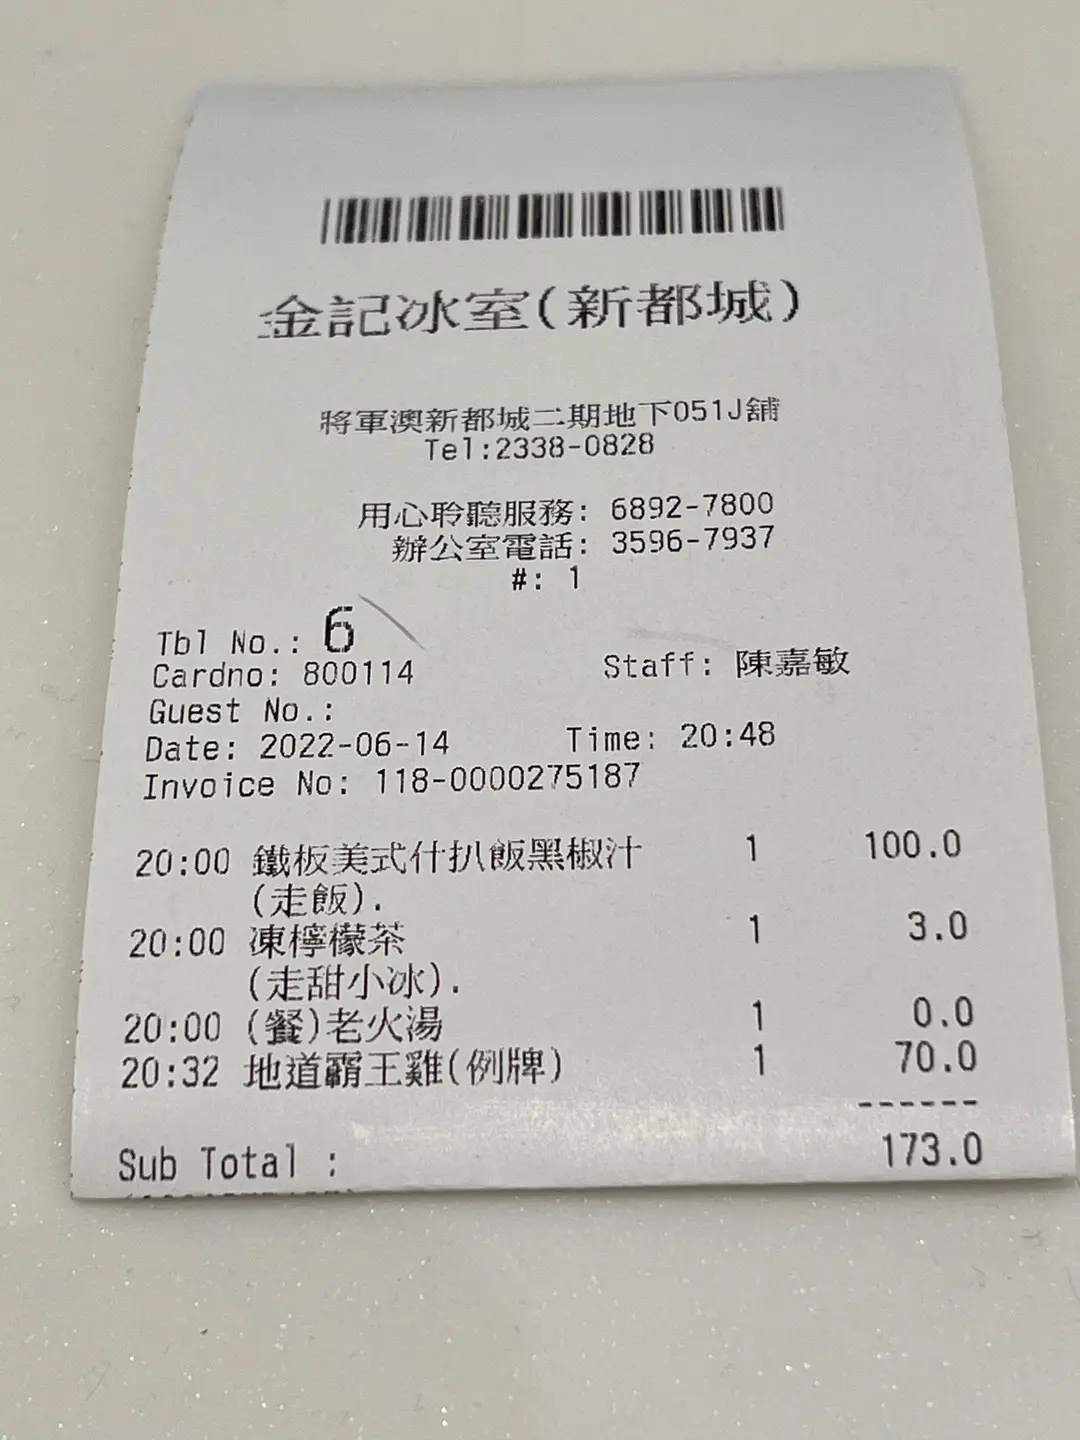 金記冰室(新都城)
將軍澳新都城二期地下051J舖
Tel:2338-0828
用心聆聽服務: 6892-7800
辦公室電話: 3596-7937
#: 1
Tbl No.: 6
Cardno: 800114 Staff: 陳嘉敏
Guest No.:
Date: 2022-06-14 Time: 20:48
Invoice No: 118-0000275187
20:00 鐵板美式什扒飯黑椒汁 1 100.0
(走飯).
20:00 凍檸檬茶 1 3.0
(走甜小冰).
20:00 (餐)老火湯 1 0.0
20:32 地道霸王雞(例牌) 1 70.0
------
Sub Total : 173.0